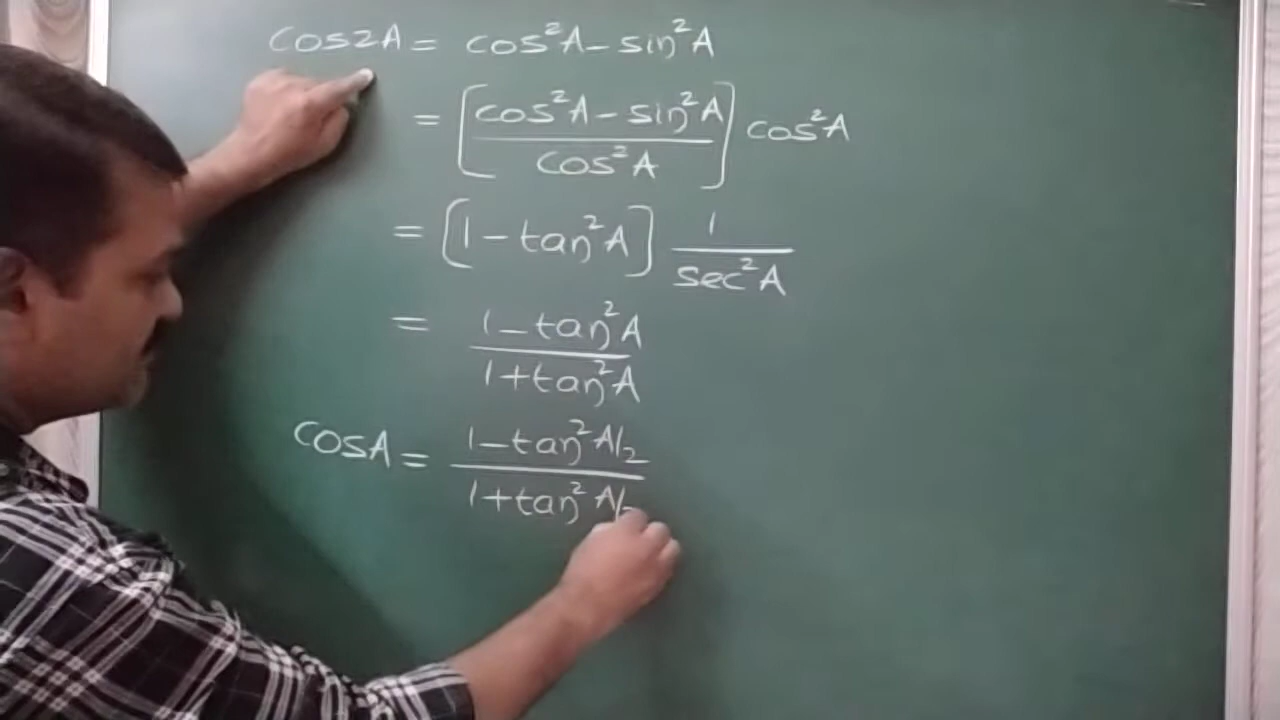 cos2A = cos²A - sin²A
= [cos²A - sin²A / cos²A] cos²A
= [1 - tan²A] 1 / sec²A
= 1 - tan²A / 1 + tan²A
cosA = 1 - tan²A/2 / 1 + tan²A/2